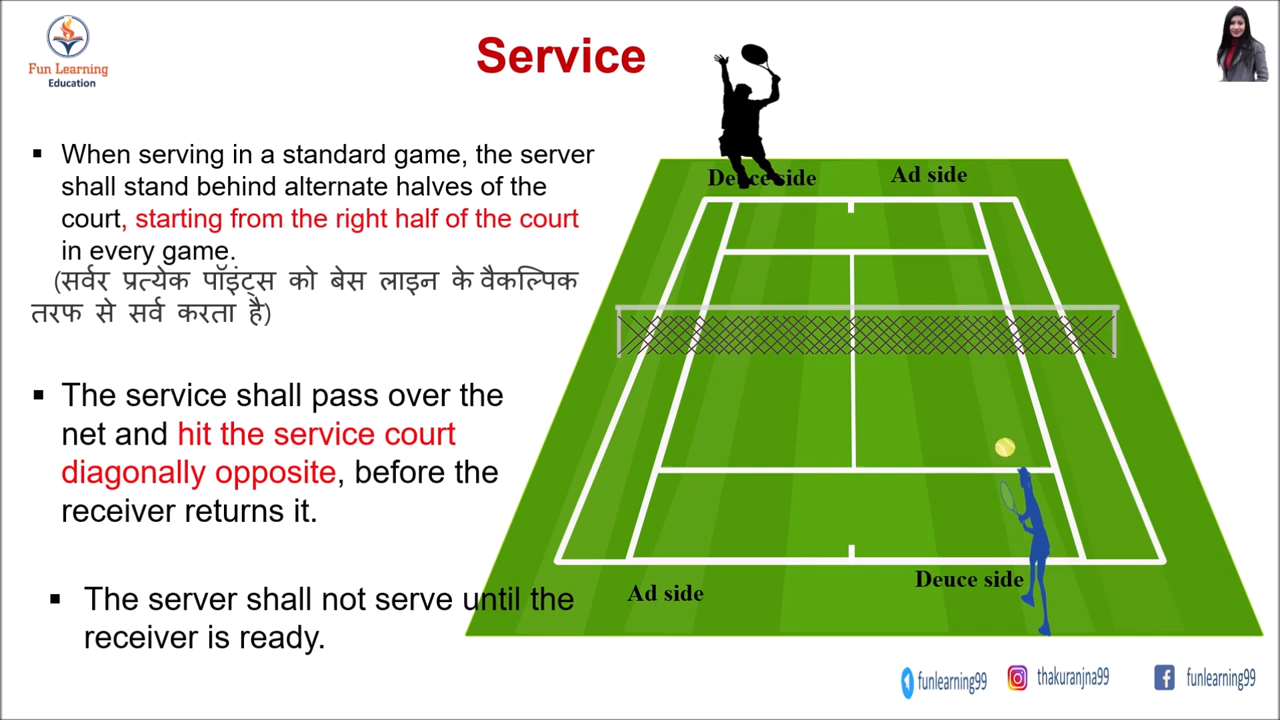 Fun Learning
Education
Service
▪ When serving in a standard game, the server
shall stand behind alternate halves of the
court, starting from the right half of the court
in every game.
(सर्वर प्रत्येक पॉइंट्स को बेस लाइन के वैकल्पिक
तरफ से सर्व करता है)
▪ The service shall pass over the
net and hit the service court
diagonally opposite, before the
receiver returns it.
▪ The server shall not serve until the
receiver is ready.
Deuce side
Ad side
Ad side
Deuce side
funlearning99
thakuranjna99
funlearning99